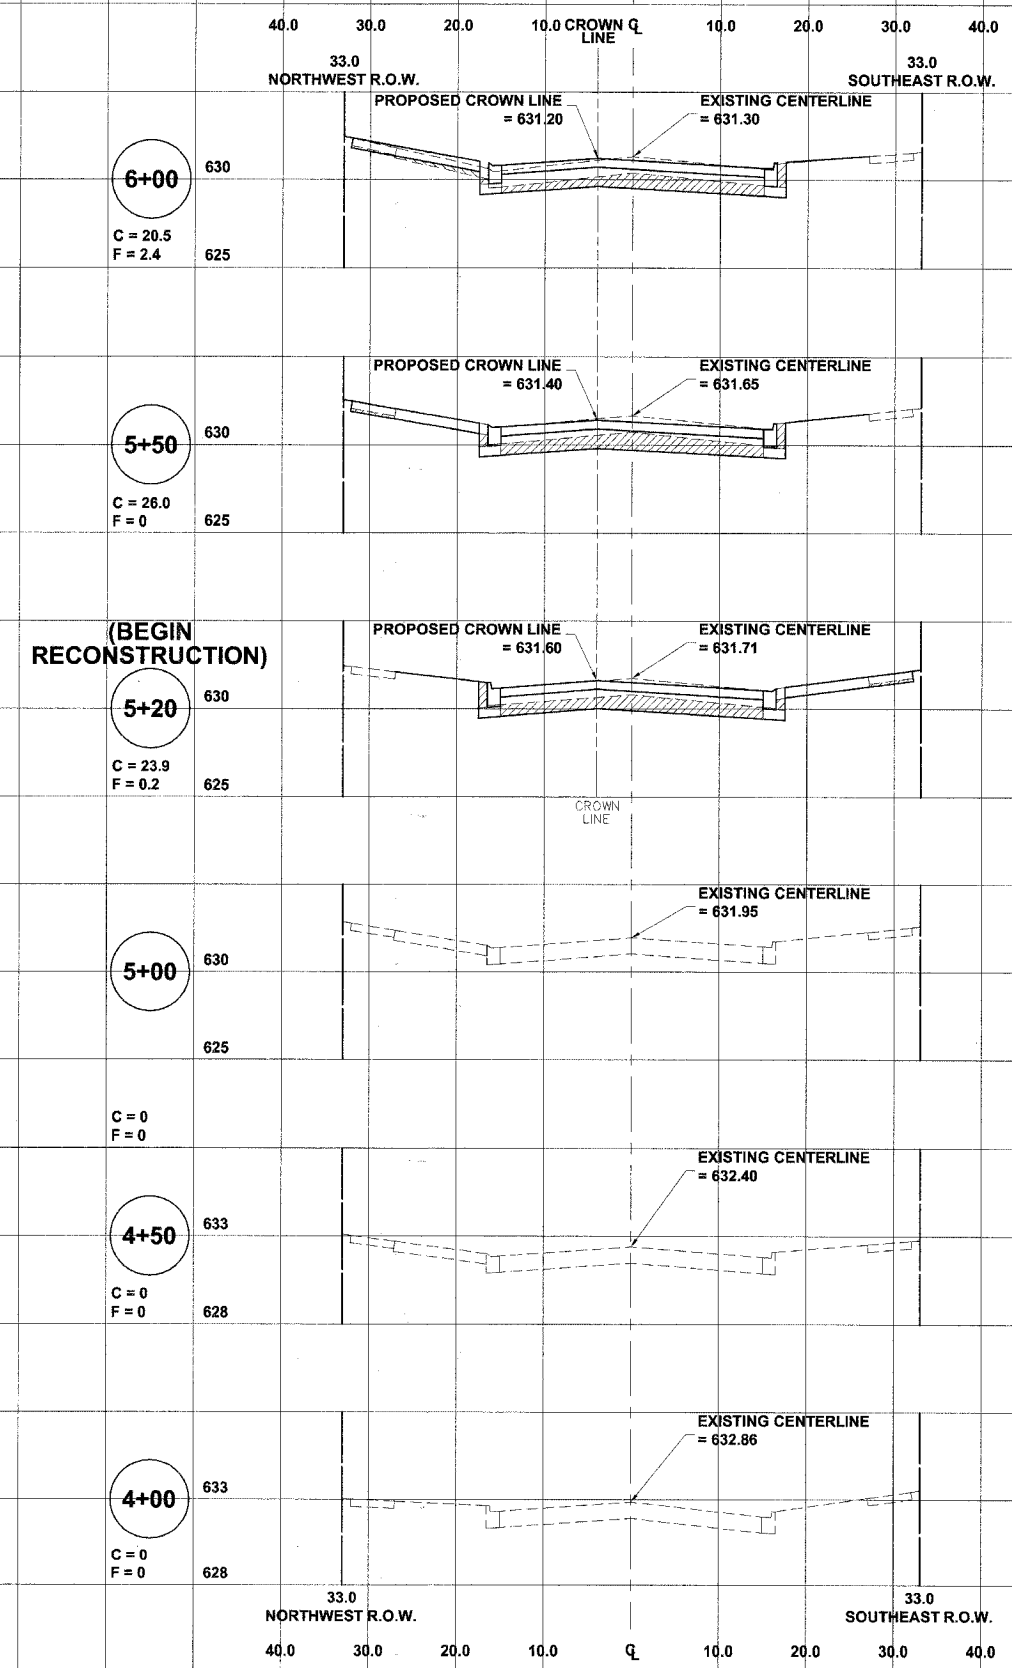 40.0 30.0 20.0 10.0 CROWN ℄ 10.0 20.0 30.0 40.0
LINE
33.0 33.0
NORTHWEST R.O.W. SOUTHEAST R.O.W.
PROPOSED CROWN LINE EXISTING CENTERLINE
= 631.20 = 631.30
6+00 630
C = 20.5
F = 2.4 625
PROPOSED CROWN LINE EXISTING CENTERLINE
= 631.40 = 631.65
5+50 630
C = 26.0
F = 0 625
(BEGIN
RECONSTRUCTION)
PROPOSED CROWN LINE EXISTING CENTERLINE
= 631.60 = 631.71
5+20 630
C = 23.9
F = 0.2 625
CROWN
LINE
EXISTING CENTERLINE
= 631.95
5+00 630
625
C = 0
F = 0
EXISTING CENTERLINE
= 632.40
4+50 633
C = 0
F = 0 628
EXISTING CENTERLINE
= 632.86
4+00 633
C = 0
F = 0 628
33.0 33.0
NORTHWEST R.O.W. SOUTHEAST R.O.W.
40.0 30.0 20.0 10.0 ℄ 10.0 20.0 30.0 40.0